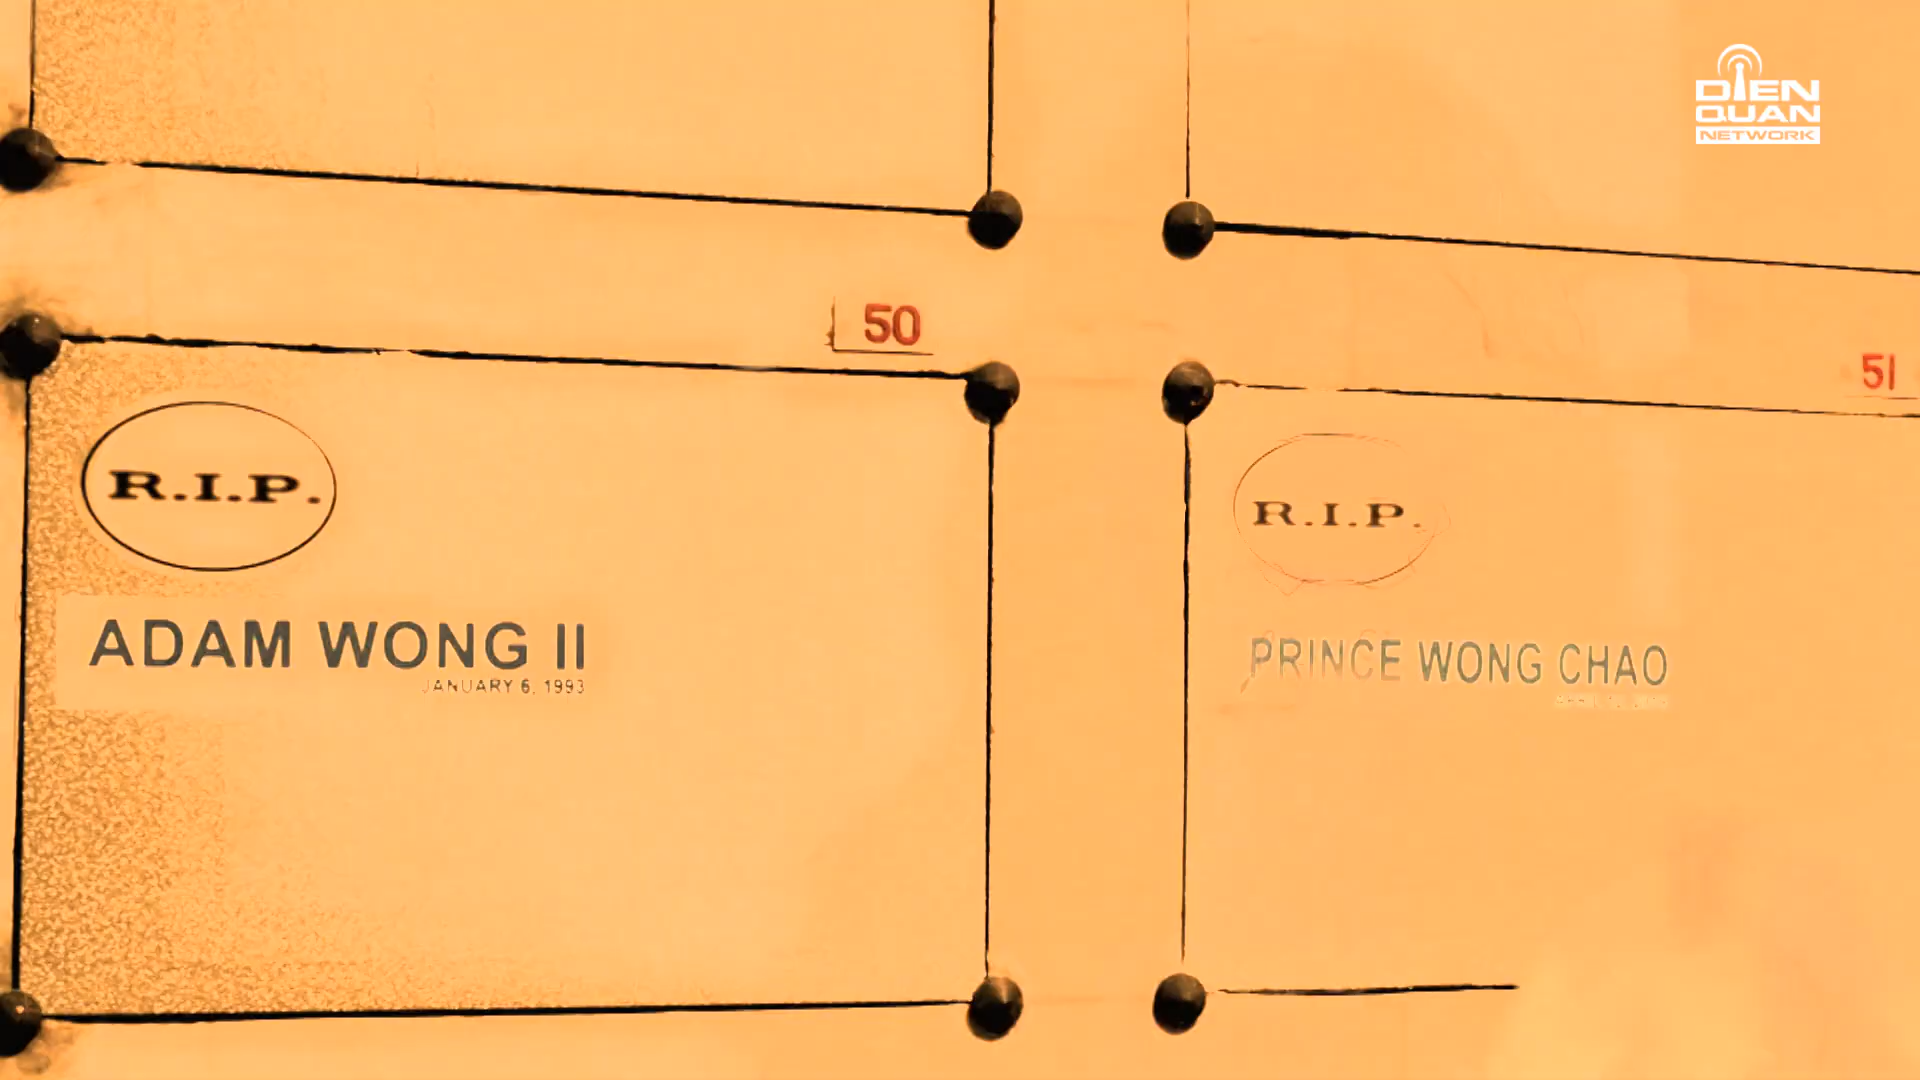 DIEN
QUAN
NETWORK
50
51
R.I.P.
ADAM WONG II
JANUARY 6, 1993
R.I.P.
PRINCE WONG CHAO